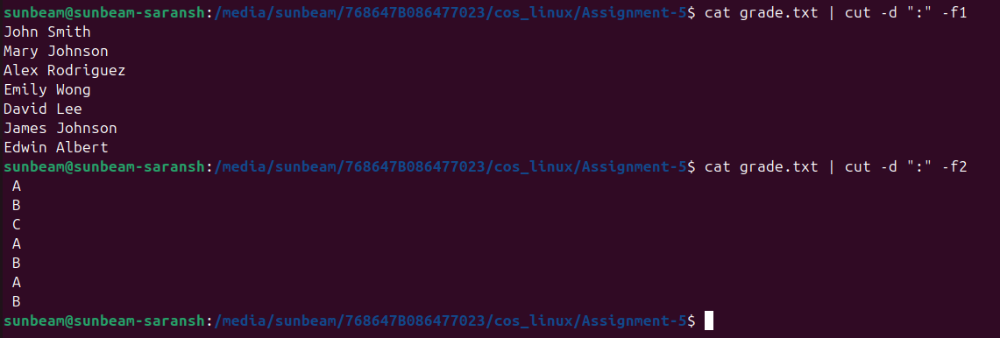 sunbeam@sunbeam-saransh:/media/sunbeam/768647B086477023/cos_linux/Assignment-5$ cat grade.txt | cut -d ":" -f1
John Smith
Mary Johnson
Alex Rodriguez
Emily Wong
David Lee
James Johnson
Edwin Albert
sunbeam@sunbeam-saransh:/media/sunbeam/768647B086477023/cos_linux/Assignment-5$ cat grade.txt | cut -d ":" -f2
 A
 B
 C
 A
 B
 A
 B
sunbeam@sunbeam-saransh:/media/sunbeam/768647B086477023/cos_linux/Assignment-5$